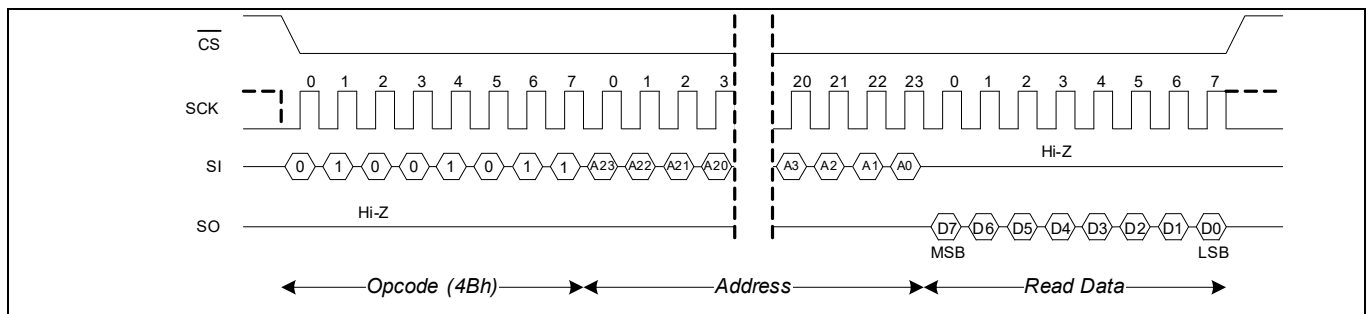 CS
0 1 2 3 4 5 6 7 0 1 2 3 20 21 22 23 0 1 2 3 4 5 6 7
SCK
Hi-Z
SI 0 1 0 0 1 0 1 1 A23 A22 A21 A20 A3 A2 A1 A0
Hi-Z
SO D7 D6 D5 D4 D3 D2 D1 D0
MSB LSB
Opcode (4Bh) Address Read Data